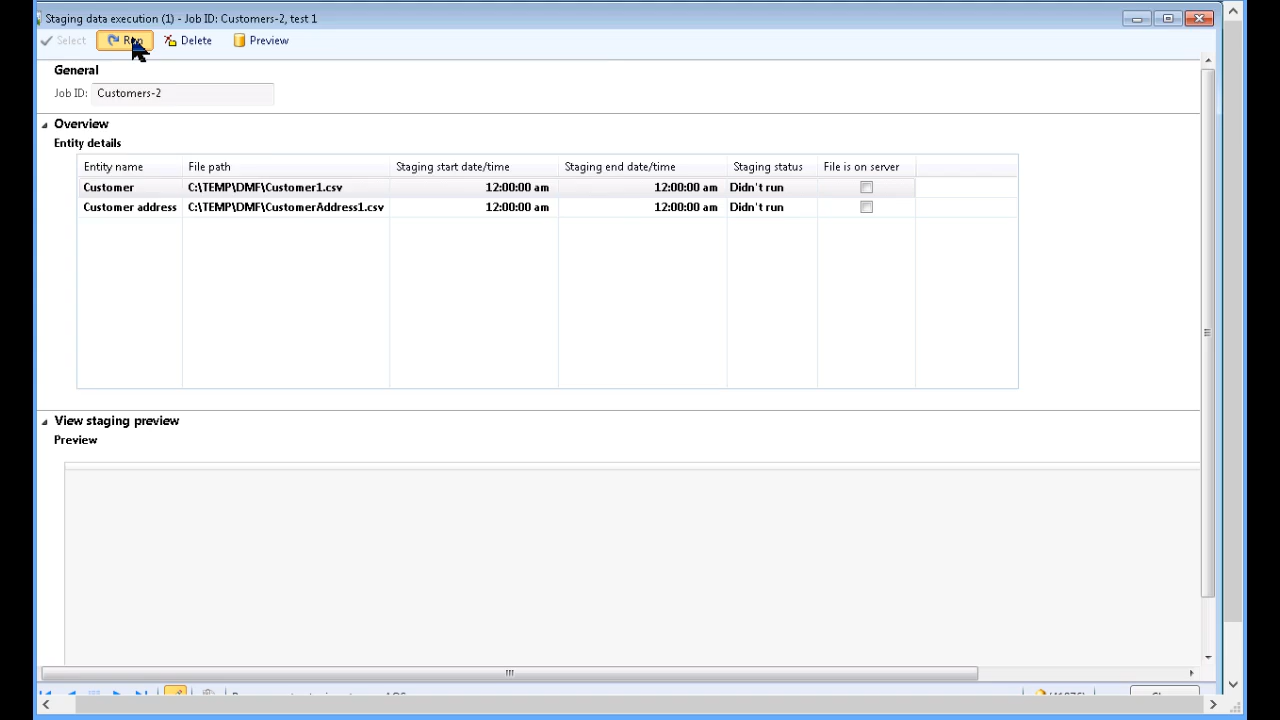 Staging data execution (1) - Job ID: Customers-2, test 1
Select Run Delete Preview
General
Job ID: Customers-2
Overview
Entity details
Entity name File path Staging start date/time Staging end date/time Staging status File is on server
Customer C:\TEMP\DMF\Customer1.csv 12:00:00 am 12:00:00 am Didn't run
Customer address C:\TEMP\DMF\CustomerAddress1.csv 12:00:00 am 12:00:00 am Didn't run
View staging preview
Preview